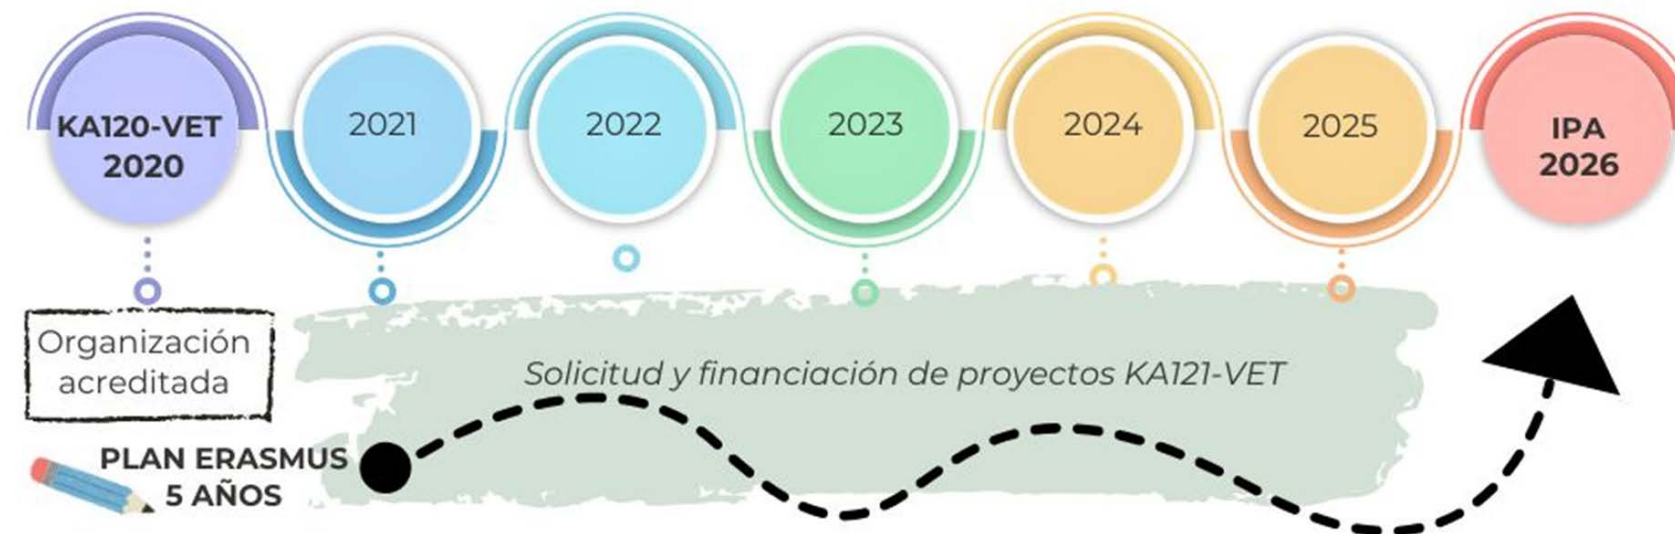 KA120-VET
2020
2021
2022
2023
2024
2025
IPA
2026
Organización
acreditada
Solicitud y financiación de proyectos KA121-VET
PLAN ERASMUS
5 AÑOS